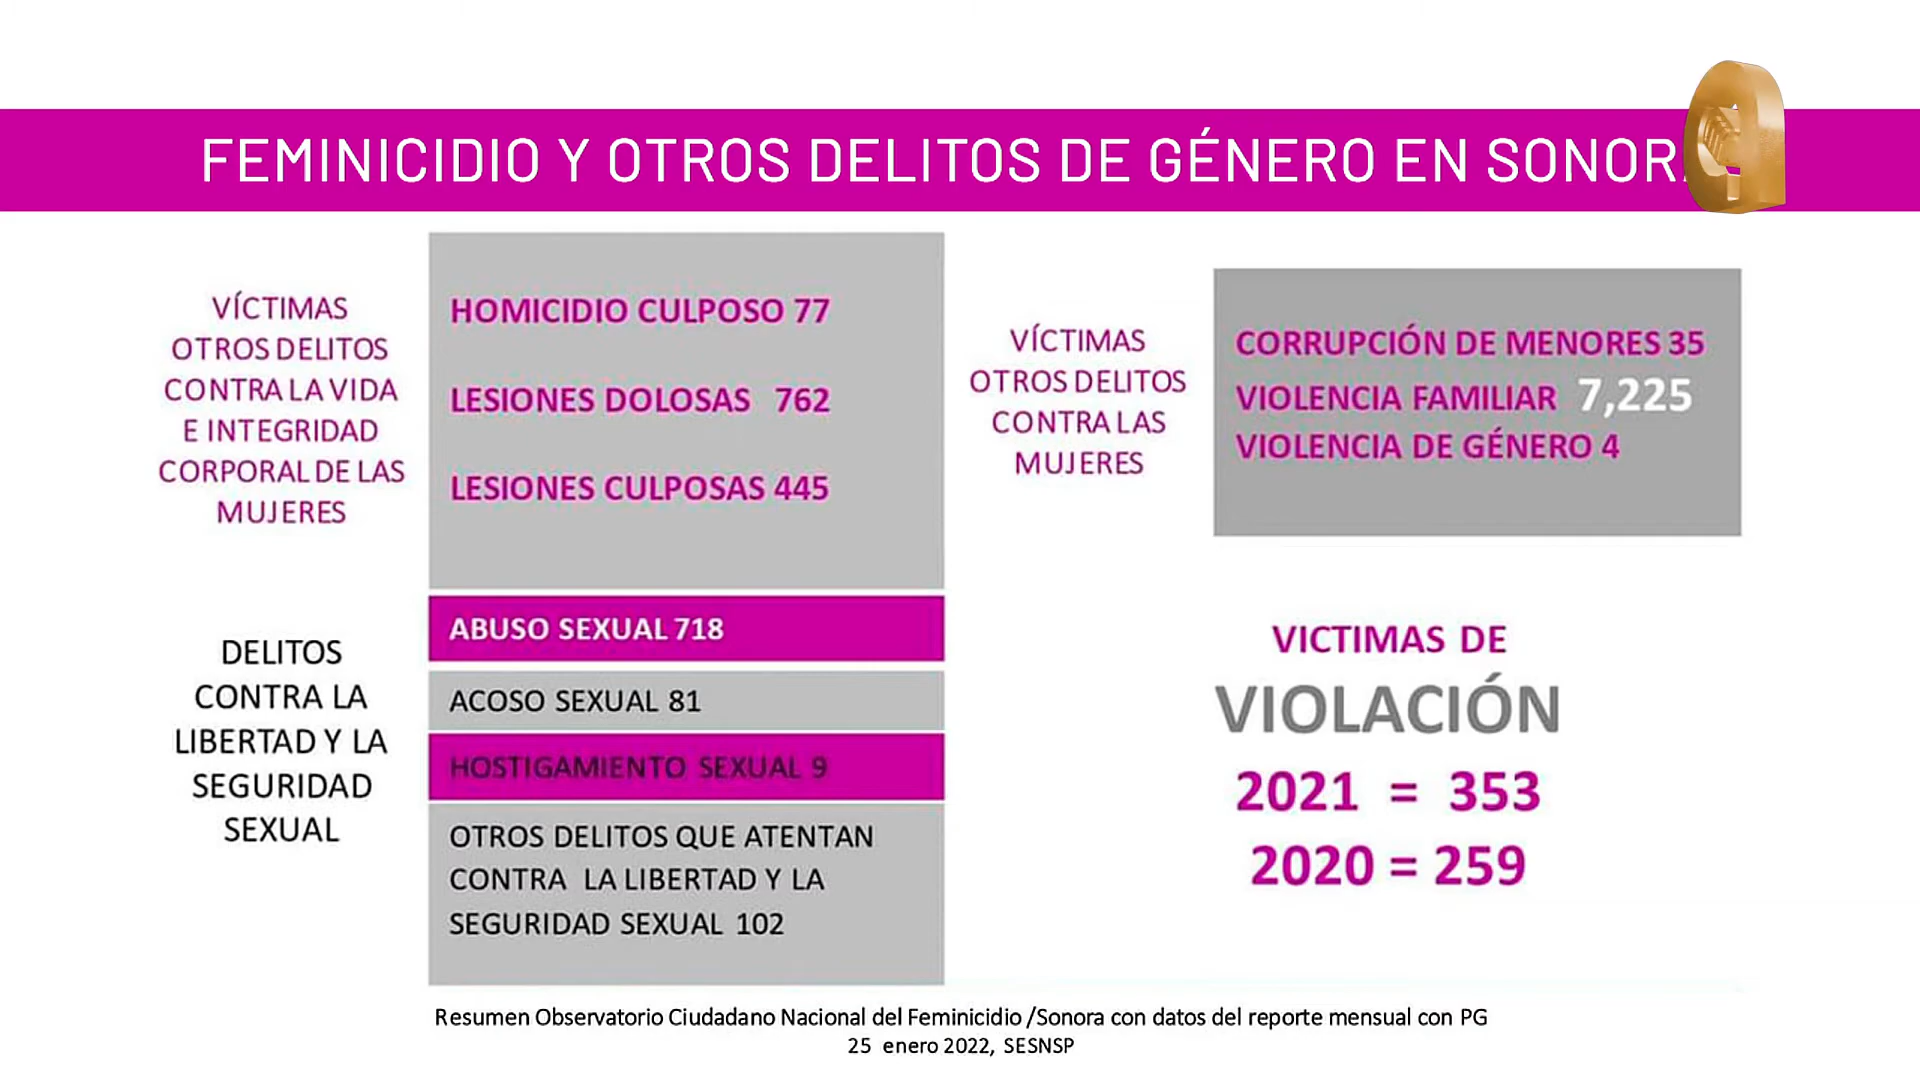 FEMINICIDIO Y OTROS DELITOS DE GÉNERO EN SONORA
VÍCTIMAS
OTROS DELITOS
CONTRA LA VIDA
E INTEGRIDAD
CORPORAL DE LAS
MUJERES
HOMICIDIO CULPOSO 77
LESIONES DOLOSAS 762
LESIONES CULPOSAS 445
VÍCTIMAS
OTROS DELITOS
CONTRA LAS
MUJERES
CORRUPCIÓN DE MENORES 35
VIOLENCIA FAMILIAR 7,225
VIOLENCIA DE GÉNERO 4
DELITOS
CONTRA LA
LIBERTAD Y LA
SEGURIDAD
SEXUAL
ABUSO SEXUAL 718
ACOSO SEXUAL 81
HOSTIGAMIENTO SEXUAL 9
OTROS DELITOS QUE ATENTAN
CONTRA LA LIBERTAD Y LA
SEGURIDAD SEXUAL 102
VICTIMAS DE
VIOLACIÓN
2021 = 353
2020 = 259
Resumen Observatorio Ciudadano Nacional del Feminicidio /Sonora con datos del reporte mensual con PG
25 enero 2022, SESNSP